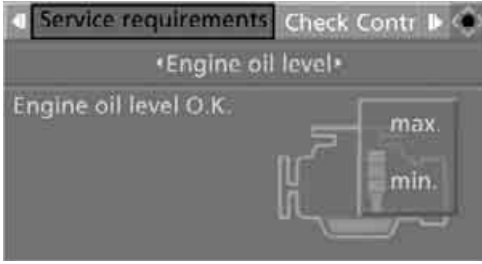 Service requirements Check Contr
•Engine oil level•
Engine oil level O.K.
max.
min.